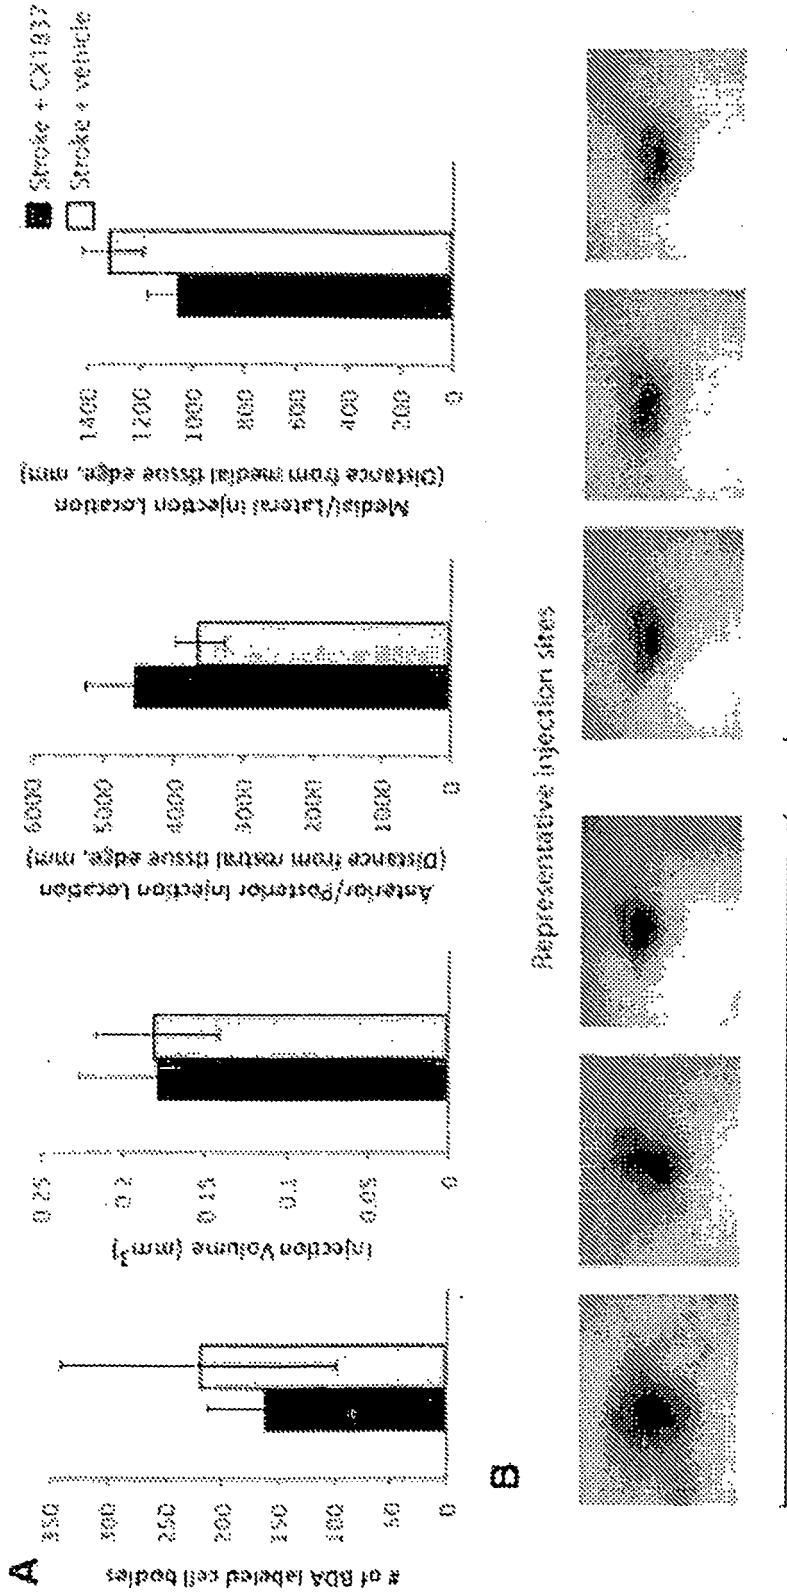 A
Stroke + CX1837
Stroke + vehicle
# of BDA labeled cell bodies
350
300
250
200
150
100
50
0
Injection Volume (mm³)
0.25
0.2
0.15
0.1
0.05
0
Anterior/Posterior Injection Location
(Distance from rostral tissue edge, mm)
6000
5000
4000
3000
2000
1000
0
Medial/Lateral Injection Location
(Distance from medial tissue edge, mm)
1400
1200
1000
800
600
400
200
0
B
Representative injection sites